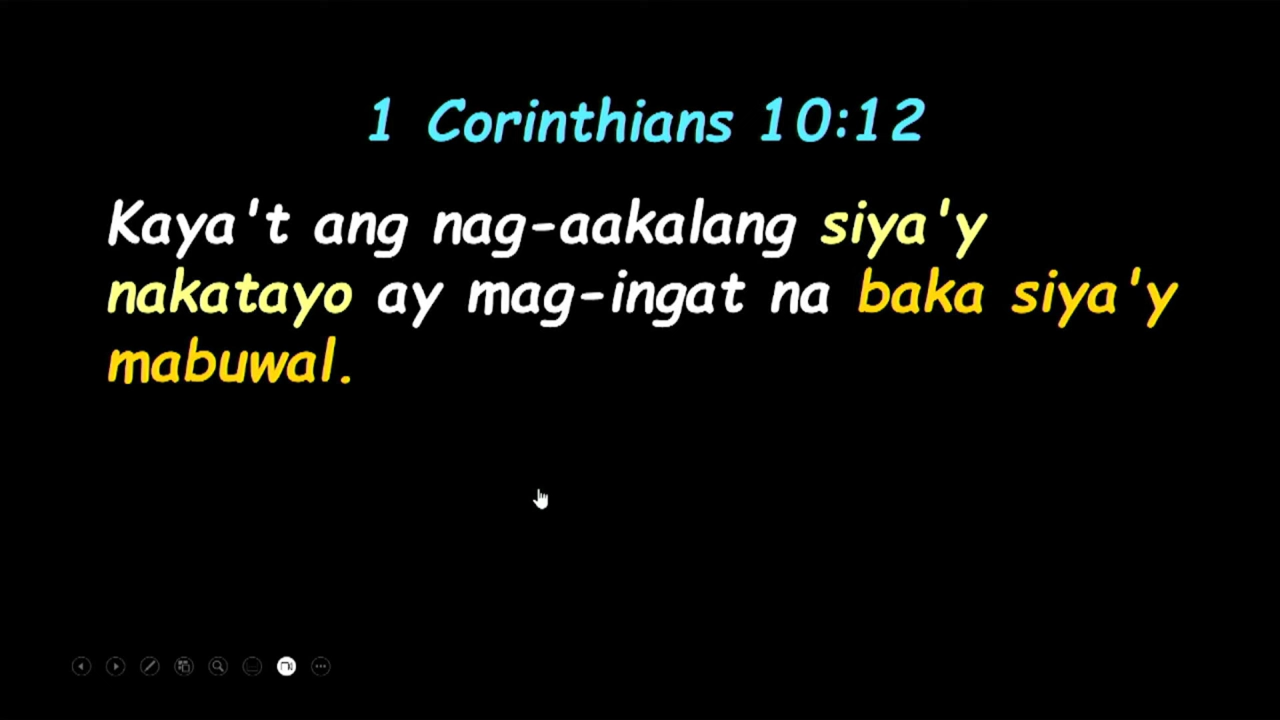 1 Corinthians 10:12
Kaya't ang nag-aakalang siya'y
nakatayo ay mag-ingat na baka siya'y
mabuwal.